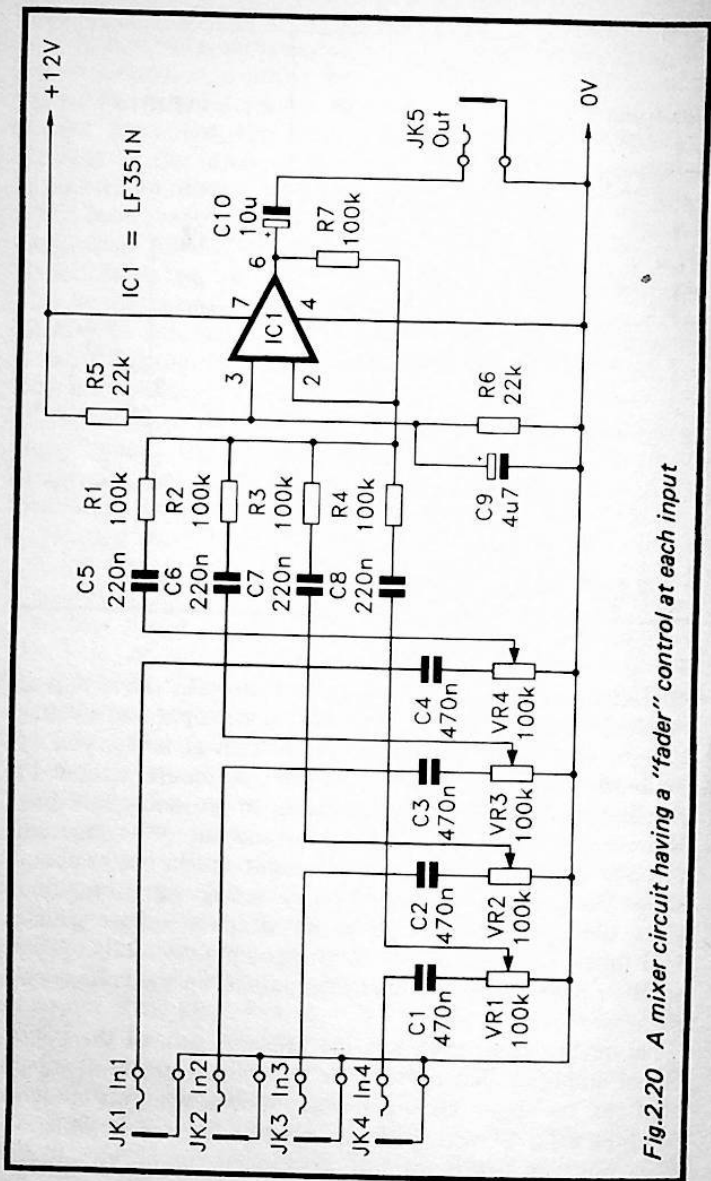 +12V
IC1 = LF351N
R5
22k
C10
10u
+
R7
100k
JK5
Out
IC1
3
2
7
4
6
R1
100k
R2
100k
R3
100k
R4
100k
C5
220n
C6
220n
C7
220n
C8
220n
C9
4u7
+
R6
22k
0V
JK1 In1
JK2 In2
JK3 In3
JK4 In4
C1
470n
C2
470n
C3
470n
C4
470n
VR1
100k
VR2
100k
VR3
100k
VR4
100k
Fig.2.20 A mixer circuit having a "fader" control at each input